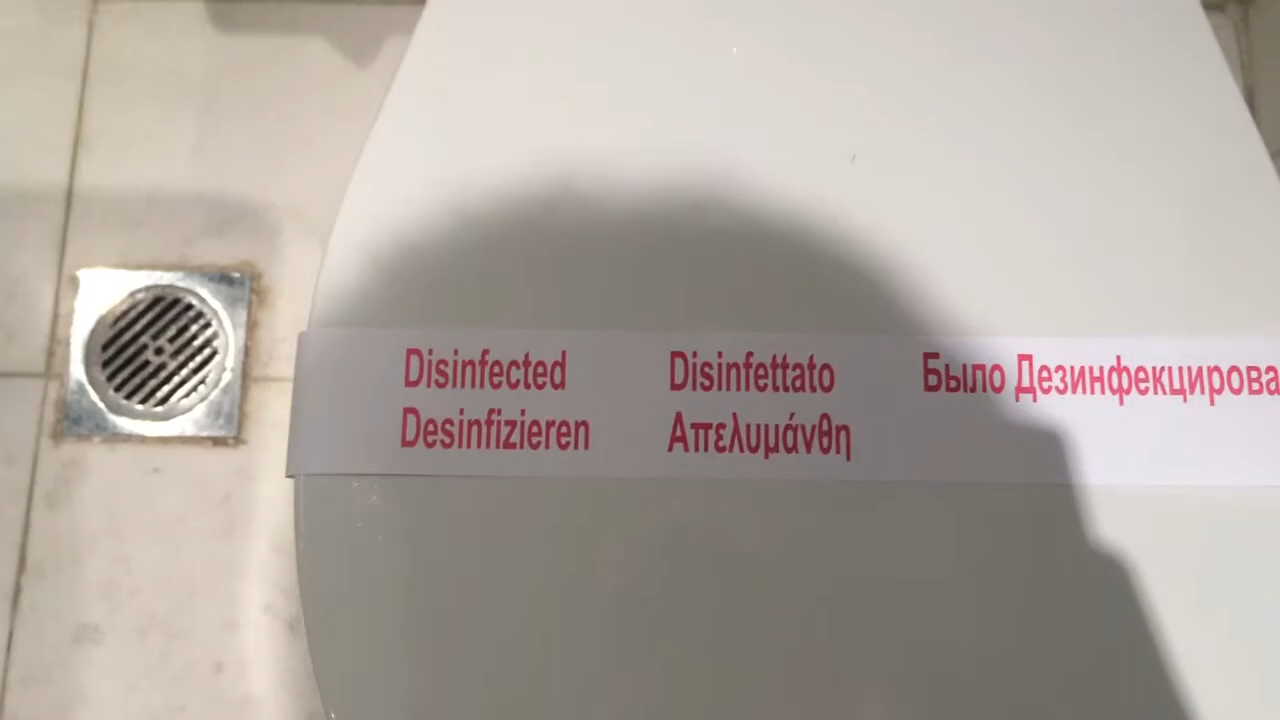 Disinfected Disinfettato Было Дезинфекцирова
Desinfizieren Απελυμάνθη